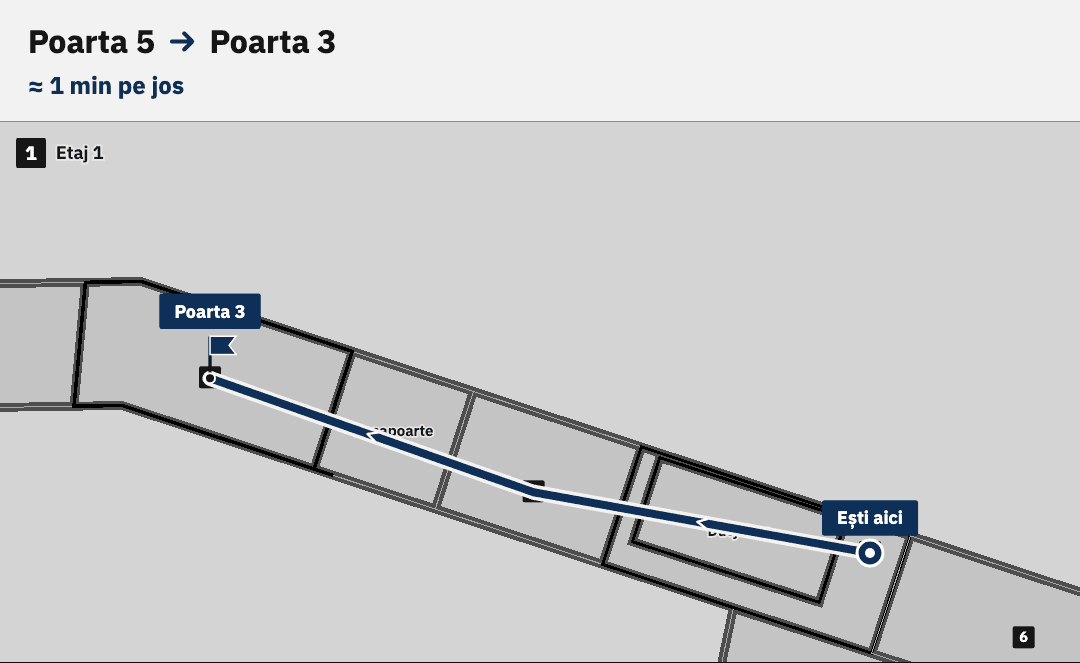 Poarta 5 → Poarta 3
≈ 1 min pe jos
1 Etaj 1
Poarta 3
Ești aici
6